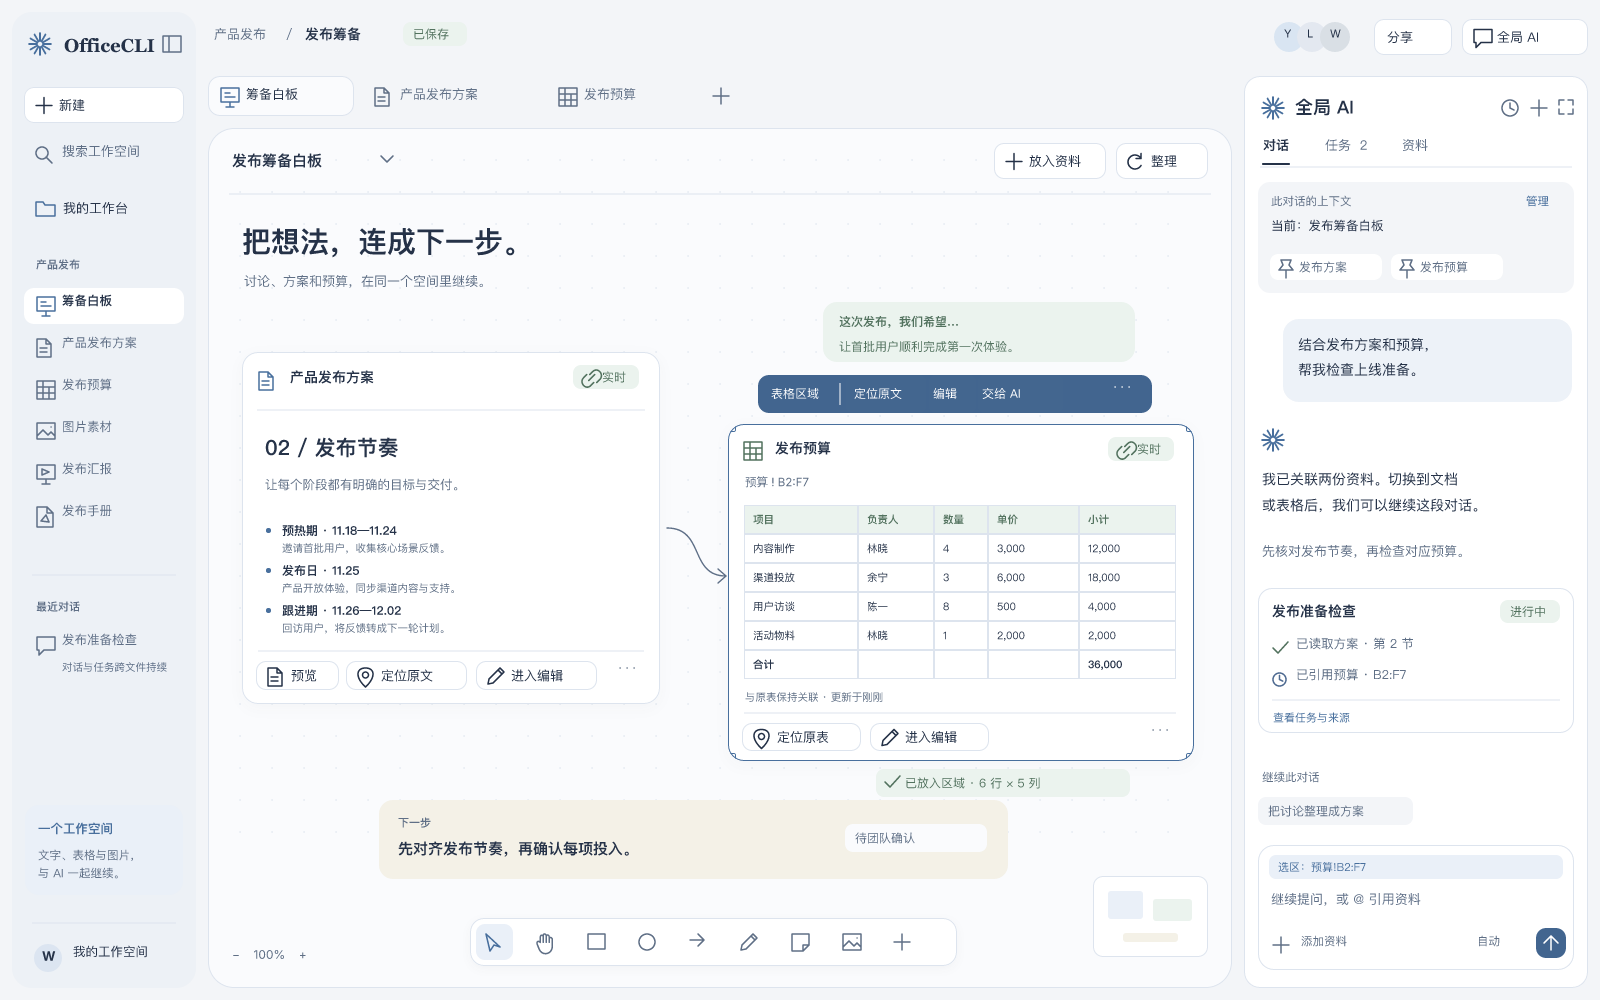 OfficeCLI
新建
搜索工作空间
我的工作台
产品发布
筹备白板
产品发布方案
发布预算
图片素材
发布汇报
发布手册
最近对话
发布准备检查
对话与任务跨文件持续
一个工作空间
文字、表格与图片，
与 AI 一起继续。
W 我的工作空间
产品发布 / 发布筹备 已保存
Y L W 分享 全局 AI
筹备白板 产品发布方案 发布预算
发布筹备白板
放入资料 整理
把想法，连成下一步。
讨论、方案和预算，在同一个空间里继续。
产品发布方案 实时
02 / 发布节奏
让每个阶段都有明确的目标与交付。
预热期 · 11.18—11.24
邀请首批用户，收集核心场景反馈。
发布日 · 11.25
产品开放体验，同步渠道内容与支持。
跟进期 · 11.26—12.02
回访用户，将反馈转成下一轮计划。
预览 定位原文 进入编辑 ···
这次发布，我们希望…
让首批用户顺利完成第一次体验。
表格区域 定位原文 编辑 交给 AI ···
发布预算 实时
预算 ! B2:F7
项目 负责人 数量 单价 小计
内容制作 林晓 4 3,000 12,000
渠道投放 余宁 3 6,000 18,000
用户访谈 陈一 8 500 4,000
活动物料 林晓 1 2,000 2,000
合计 36,000
与原表保持关联 · 更新于刚刚
定位原表 进入编辑 ···
已放入区域 · 6 行 × 5 列
下一步
先对齐发布节奏，再确认每项投入。
待团队确认
− 100% +
全局 AI
对话 任务 2 资料
此对话的上下文 管理
当前：发布筹备白板
发布方案 发布预算
结合发布方案和预算，
帮我检查上线准备。
我已关联两份资料。切换到文档
或表格后，我们可以继续这段对话。
先核对发布节奏，再检查对应预算。
发布准备检查 进行中
已读取方案 · 第 2 节
已引用预算 · B2:F7
查看任务与来源
继续此对话
把讨论整理成方案
选区：预算!B2:F7
继续提问，或 @ 引用资料
添加资料 自动